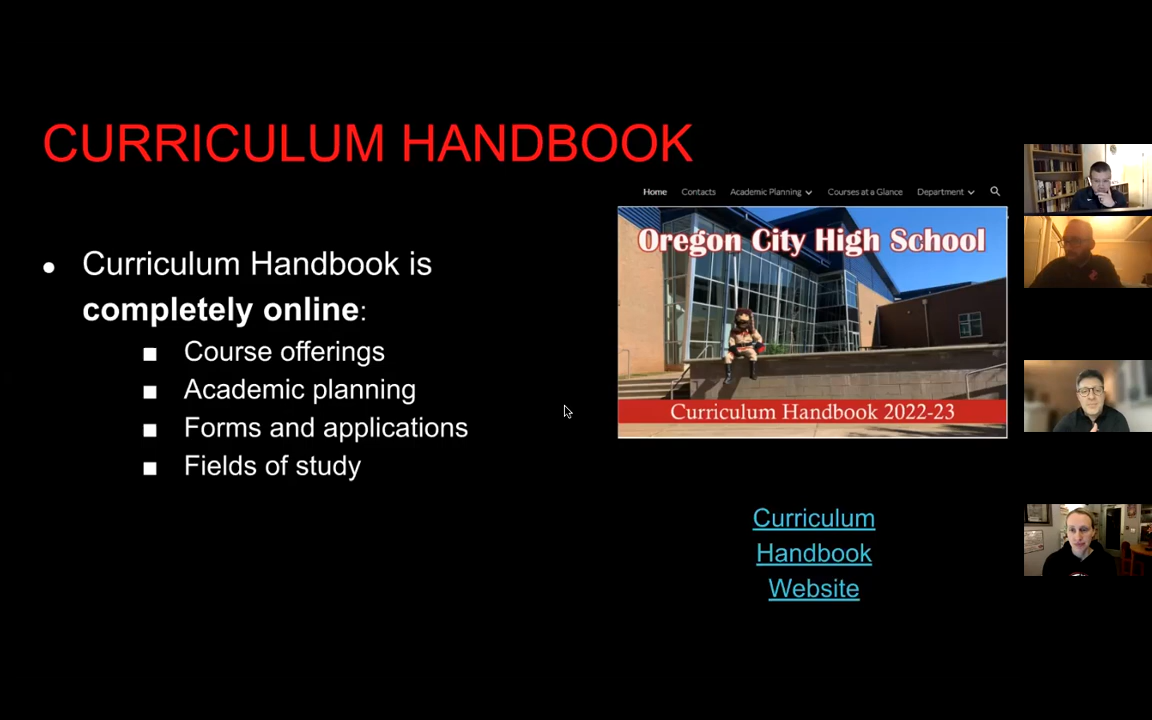 CURRICULUM HANDBOOK
Home Contacts Academic Planning Courses at a Glance Department
Oregon City High School
Curriculum Handbook is
completely online:
Course offerings
Academic planning
Forms and applications
Fields of study
Curriculum Handbook 2022-23
Curriculum
Handbook
Website